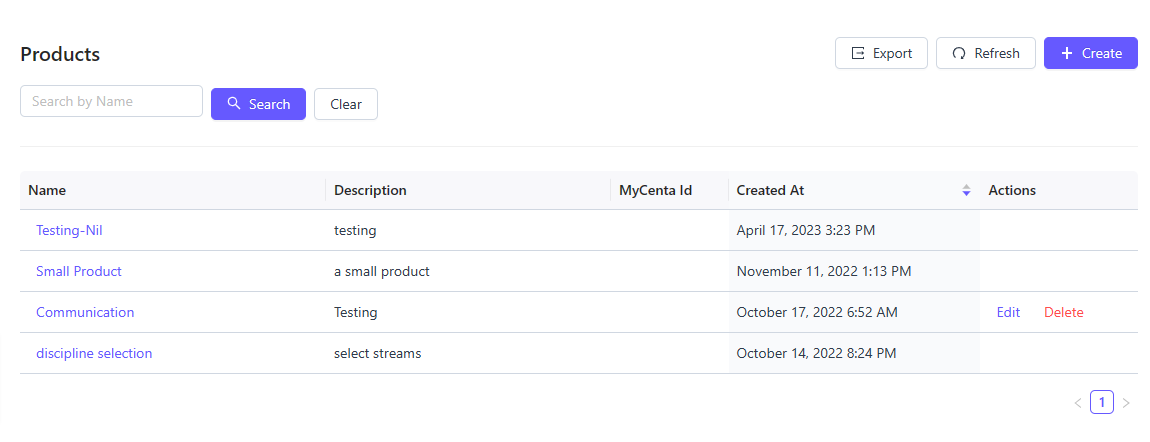 Products
Export Refresh Create
Search by Name Search Clear
Name Description MyCenta Id Created At Actions
Testing-Nil testing April 17, 2023 3:23 PM
Small Product a small product November 11, 2022 1:13 PM
Communication Testing October 17, 2022 6:52 AM Edit Delete
discipline selection select streams October 14, 2022 8:24 PM
1